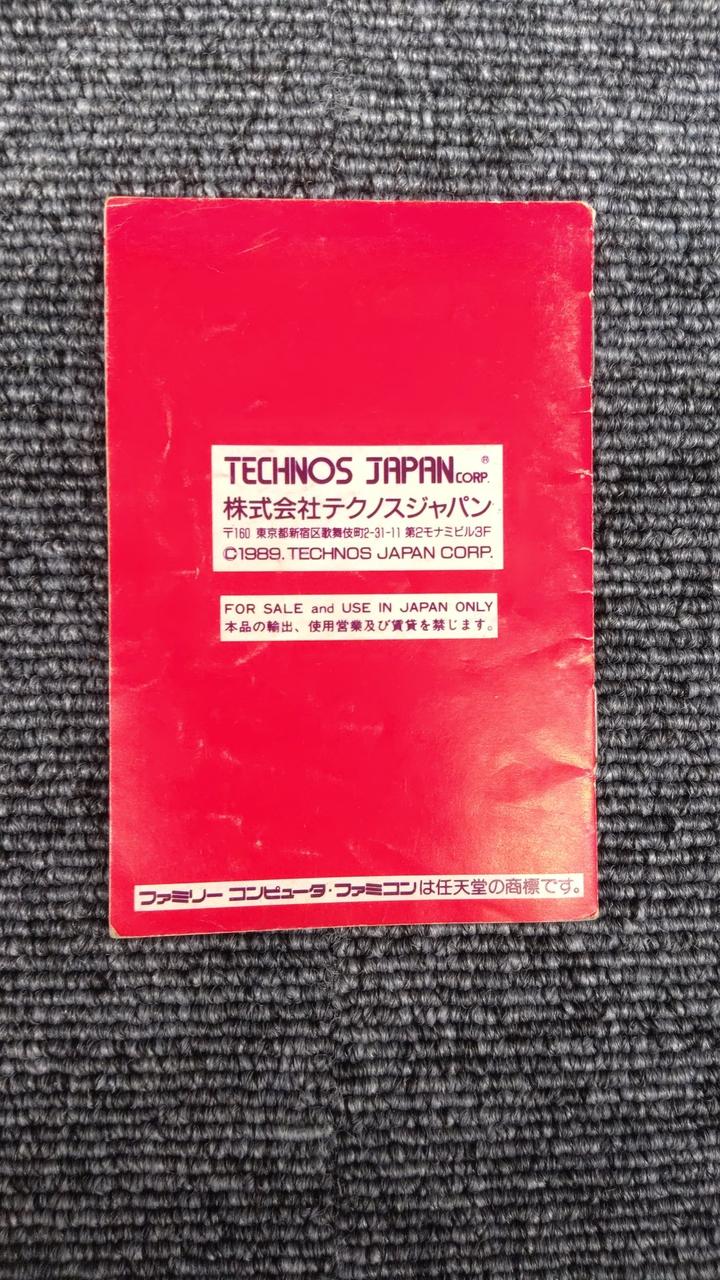 TECHNOS JAPAN CORP.®
株式会社テクノスジャパン
〒160 東京都新宿区歌舞伎町2-31-11 第2モナミビル3F
©1989. TECHNOS JAPAN CORP.
FOR SALE and USE IN JAPAN ONLY
本品の輸出、使用営業及び賃貸を禁じます。
ファミリー コンピュータ・ファミコンは任天堂の商標です。